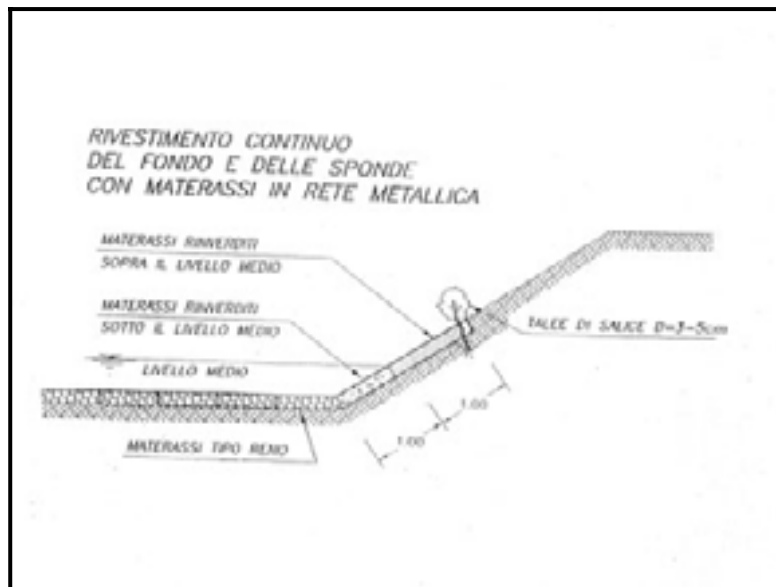 RIVESTIMENTO CONTINUO
DEL FONDO E DELLE SPONDE
CON MATERASSI IN RETE METALLICA
MATERASSI RINVERDITI
SOPRA IL LIVELLO MEDIO
MATERASSI RINVERDITI
SOTTO IL LIVELLO MEDIO
TALEE DI SALICE D=3-5cm
LIVELLO MEDIO
1.00
1.00
MATERASSI TIPO RENO